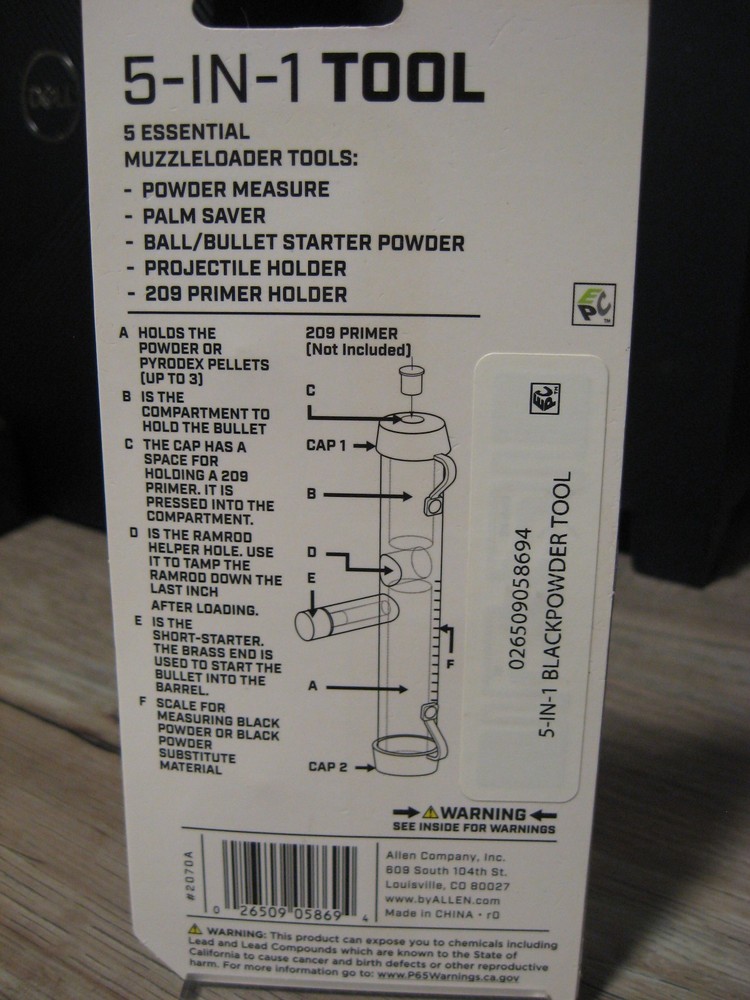 DELL
5-IN-1 TOOL
5 ESSENTIAL
MUZZLELOADER TOOLS:
- POWDER MEASURE
- PALM SAVER
- BALL/BULLET STARTER POWDER
- PROJECTILE HOLDER
- 209 PRIMER HOLDER
EPC™
A HOLDS THE
POWDER OR
PYRODEX PELLETS
(UP TO 3)
B IS THE
COMPARTMENT TO
HOLD THE BULLET
C THE CAP HAS A
SPACE FOR
HOLDING A 209
PRIMER. IT IS
PRESSED INTO THE
COMPARTMENT.
D IS THE RAMROD
HELPER HOLE. USE
IT TO TAMP THE
RAMROD DOWN THE
LAST INCH
AFTER LOADING.
E IS THE
SHORT-STARTER.
THE BRASS END IS
USED TO START THE
BULLET INTO THE
BARREL.
F SCALE FOR
MEASURING BLACK
POWDER OR BLACK
POWDER
SUBSTITUTE
MATERIAL
209 PRIMER
(Not Included)
C
CAP 1
B
D
E
F
A
CAP 2
EPC
026509058694
5-IN-1 BLACKPOWDER TOOL
WARNING
SEE INSIDE FOR WARNINGS
#2070A
0 26509 05869 4
Allen Company, Inc.
609 South 104th St.
Louisville, CO 80027
www.byALLEN.com
Made in CHINA · r0
WARNING: This product can expose you to chemicals including
Lead and Lead Compounds which are known to the State of
California to cause cancer and birth defects or other reproductive
harm. For more information go to: www.P65Warnings.ca.gov